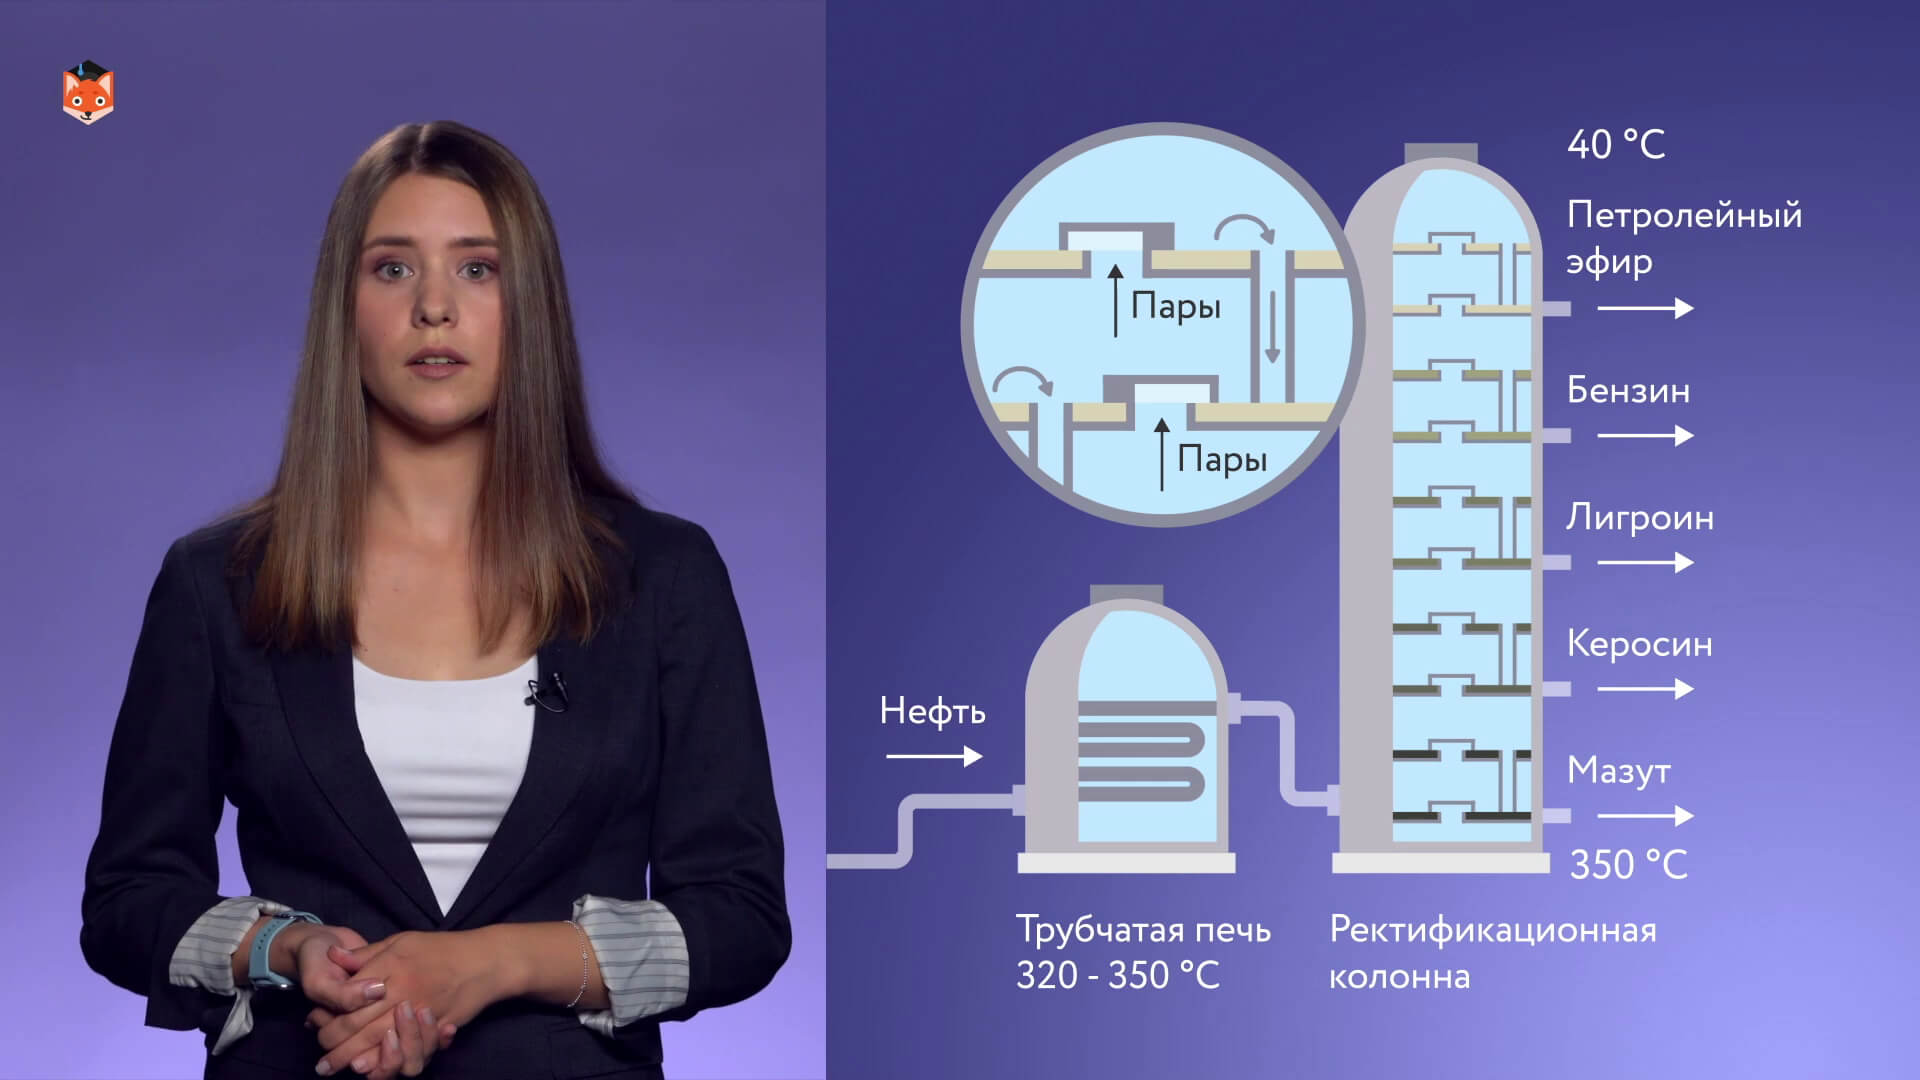 40 °C
Петролейный
эфир
Пары
Бензин
Пары
Лигроин
Керосин
Нефть
Мазут
350 °C
Трубчатая печь
320 - 350 °C
Ректификационная
колонна